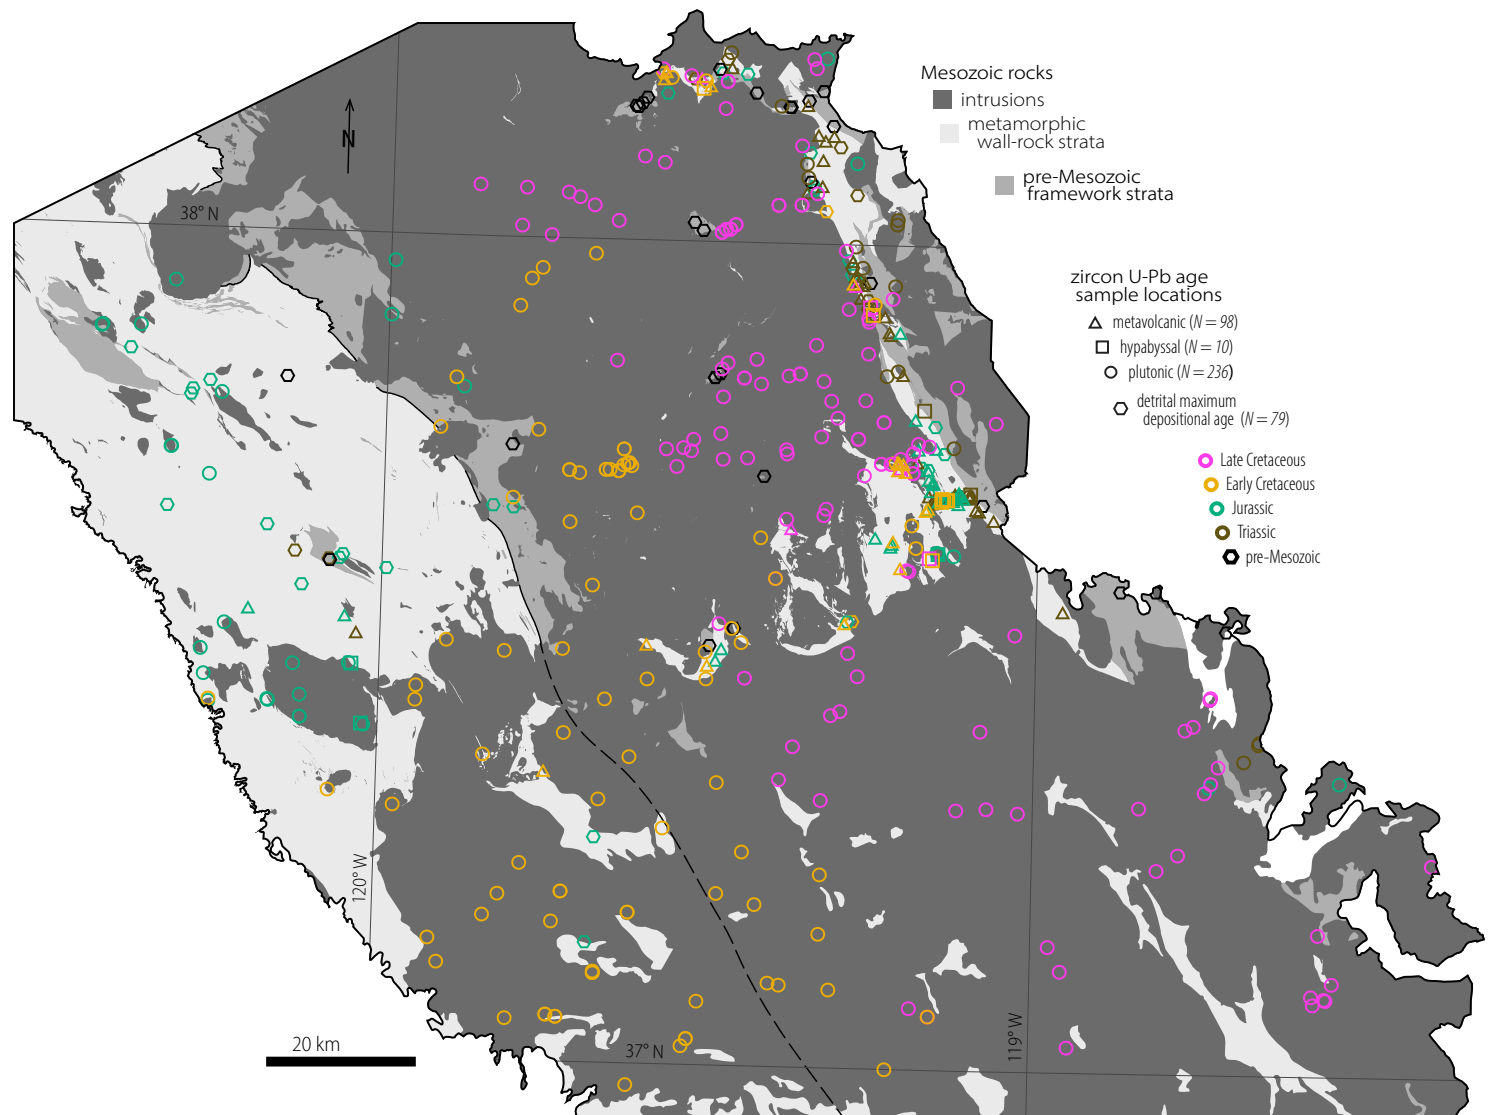 Mesozoic rocks
intrusions
metamorphic
wall-rock strata
pre-Mesozoic
framework strata
N
38° N
zircon U-Pb age
sample locations
metavolcanic (N = 98)
hypabyssal (N = 10)
plutonic (N = 236)
detrital maximum
depositional age (N = 79)
Late Cretaceous
Early Cretaceous
Jurassic
Triassic
pre-Mesozoic
120° W
20 km
37° N
119° W